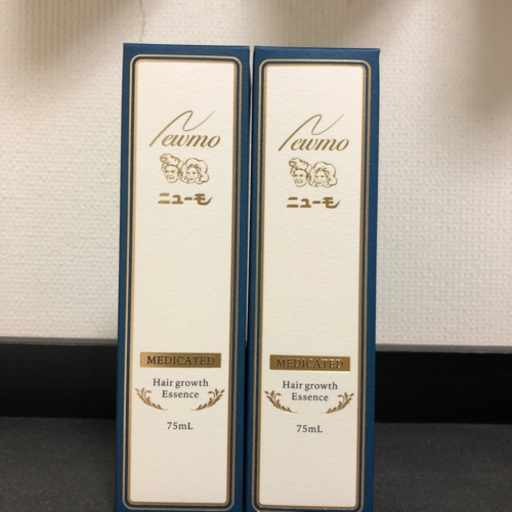 Newmo
ニューモ
MEDICATED
Hair growth
Essence
75mL
Newmo
ニューモ
MEDICATED
Hair growth
Essence
75mL